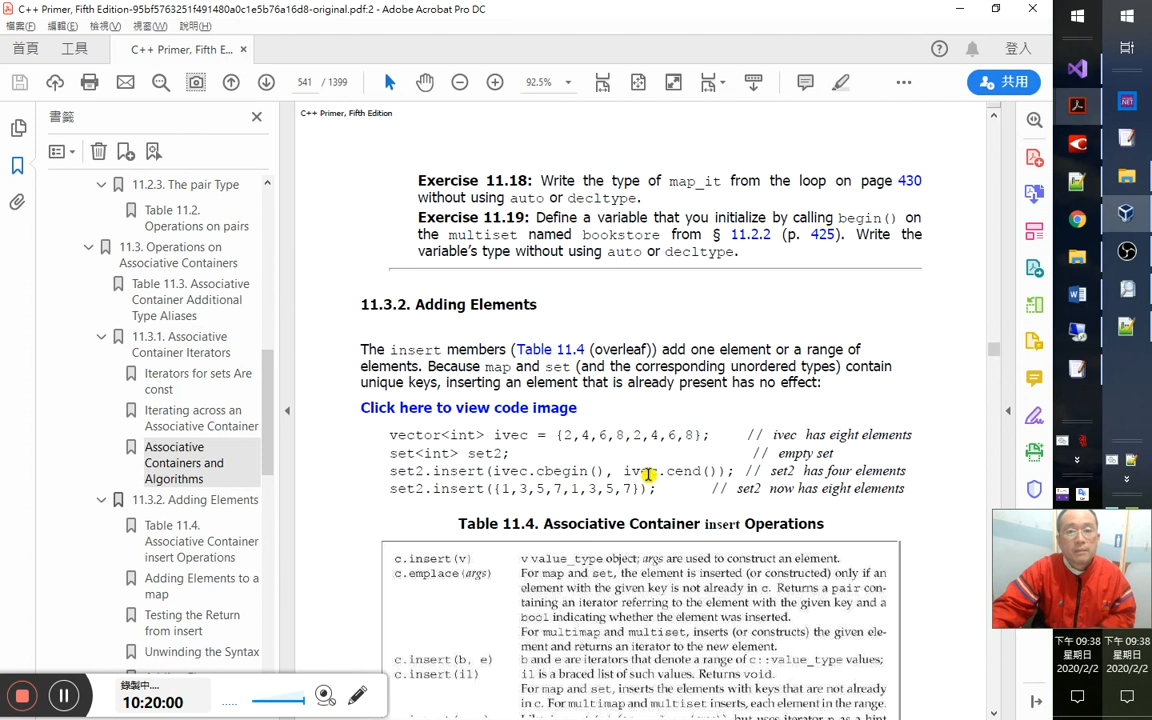 C++ Primer, Fifth Edition-95bf5763251f491480a0c1e5b76a16d8-original.pdf:2 - Adobe Acrobat Pro DC
檔案(F) 編輯(E) 檢視(V) 視窗(W) 說明(H)
首頁 工具 C++ Primer, Fifth E... ×
登入
541 / 1399
92.5%
共用
書籤
11.2.3. The pair Type
Table 11.2.
Operations on pairs
11.3. Operations on
Associative Containers
Table 11.3. Associative
Container Additional
Type Aliases
11.3.1. Associative
Container Iterators
Iterators for sets Are
const
Iterating across an
Associative Container
Associative
Containers and
Algorithms
11.3.2. Adding Elements
Table 11.4.
Associative Container
insert Operations
Adding Elements to a
map
Testing the Return
from insert
Unwinding the Syntax
C++ Primer, Fifth Edition
Exercise 11.18: Write the type of map_it from the loop on page 430
without using auto or decltype.
Exercise 11.19: Define a variable that you initialize by calling begin() on
the multiset named bookstore from § 11.2.2 (p. 425). Write the
variable's type without using auto or decltype.
11.3.2. Adding Elements
The insert members (Table 11.4 (overleaf)) add one element or a range of
elements. Because map and set (and the corresponding unordered types) contain
unique keys, inserting an element that is already present has no effect:
Click here to view code image
vector<int> ivec = {2,4,6,8,2,4,6,8}; // ivec has eight elements
set<int> set2; // empty set
set2.insert(ivec.cbegin(), ivec.cend()); // set2 has four elements
set2.insert({1,3,5,7,1,3,5,7}); // set2 now has eight elements
Table 11.4. Associative Container insert Operations
c.insert(v) v value_type object; args are used to construct an element.
c.emplace(args) For map and set, the element is inserted (or constructed) only if an
element with the given key is not already in c. Returns a pair con-
taining an iterator referring to the element with the given key and a
bool indicating whether the element was inserted.
For multimap and multiset, inserts (or constructs) the given ele-
ment and returns an iterator to the new element.
c.insert(b, e) b and e are iterators that denote a range of c::value_type values;
c.insert(il) il is a braced list of such values. Returns void.
For map and set, inserts the elements with keys that are not already
in c. For multimap and multiset inserts, each element in the range.
錄製中....
10:20:00
下午 09:38 下午 09:38
星期日 星期日
2020/2/2 2020/2/2